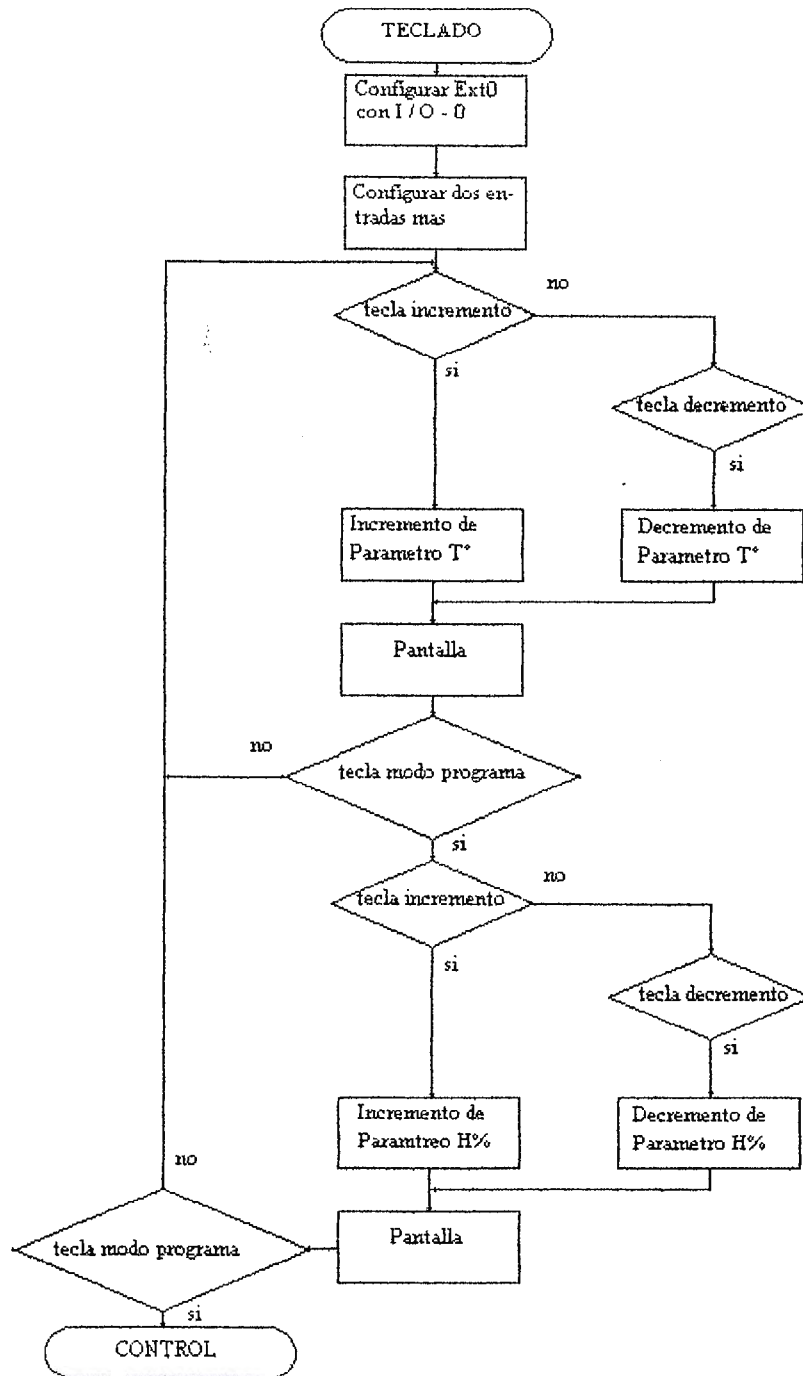 TECLADO
Configurar Ext0
con I / O - 0
Configurar dos en-
tradas mas
tecla incremento
no
si
tecla decremento
si
Incremento de
Parametro T°
Decremento de
Parametro T°
Pantalla
no
tecla modo programa
si
tecla incremento
no
si
tecla decremento
si
Incremento de
Paramtreo H%
Decremento de
Parametro H%
no
tecla modo programa
Pantalla
si
CONTROL